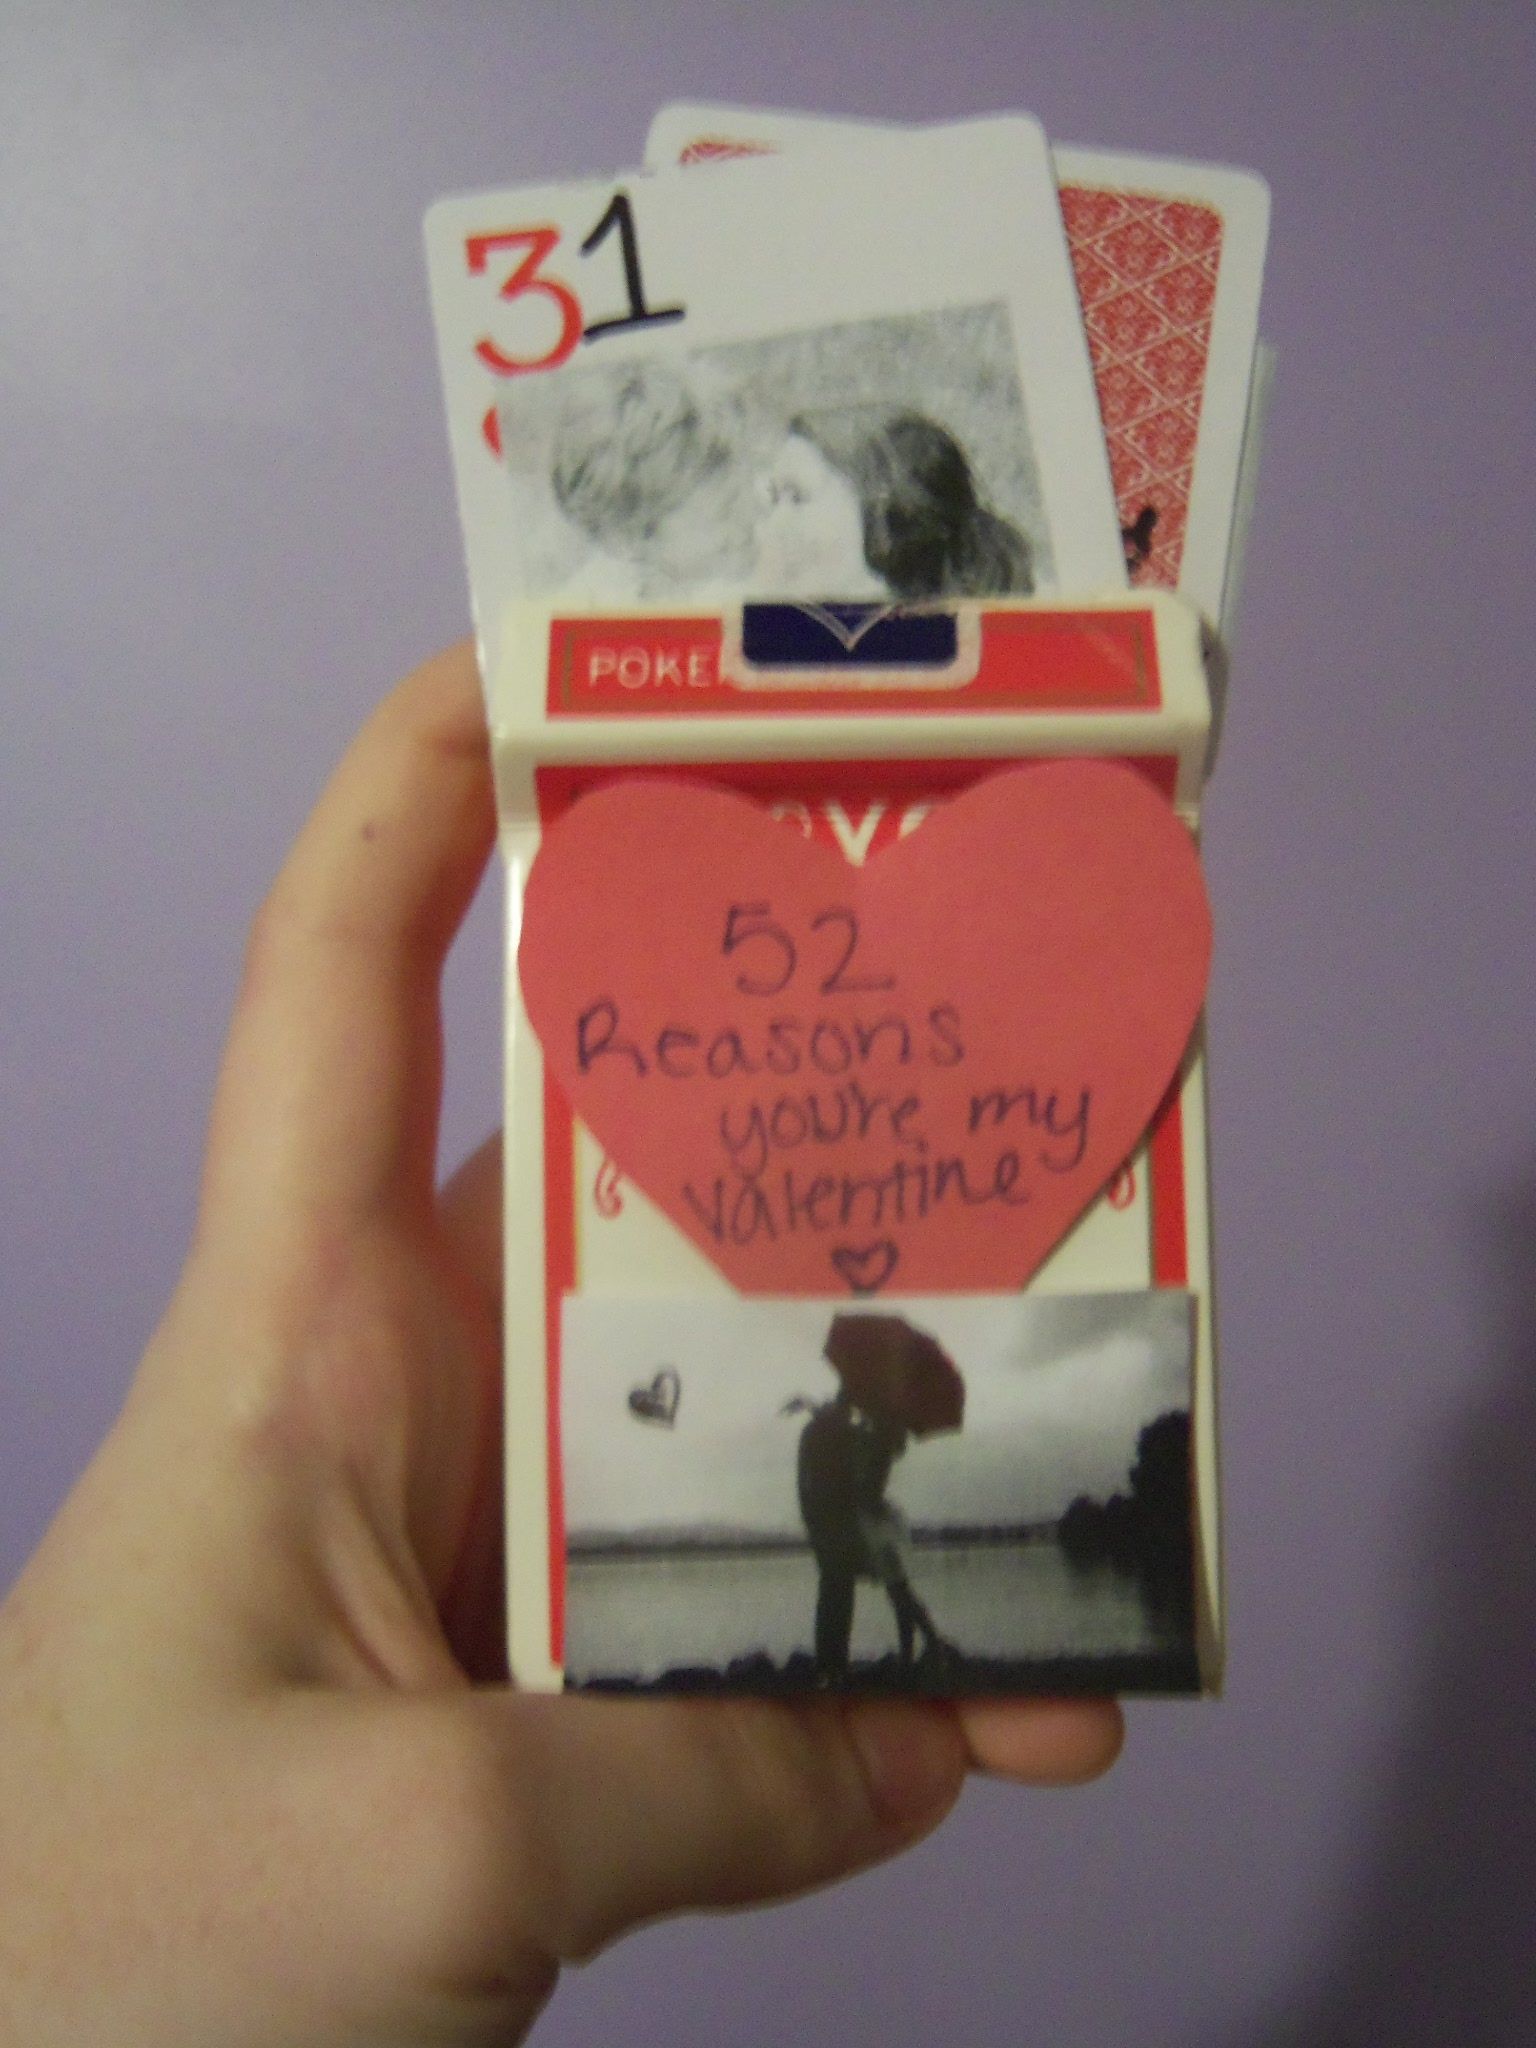 31
POKE
52
Reasons
you're my
Valentine